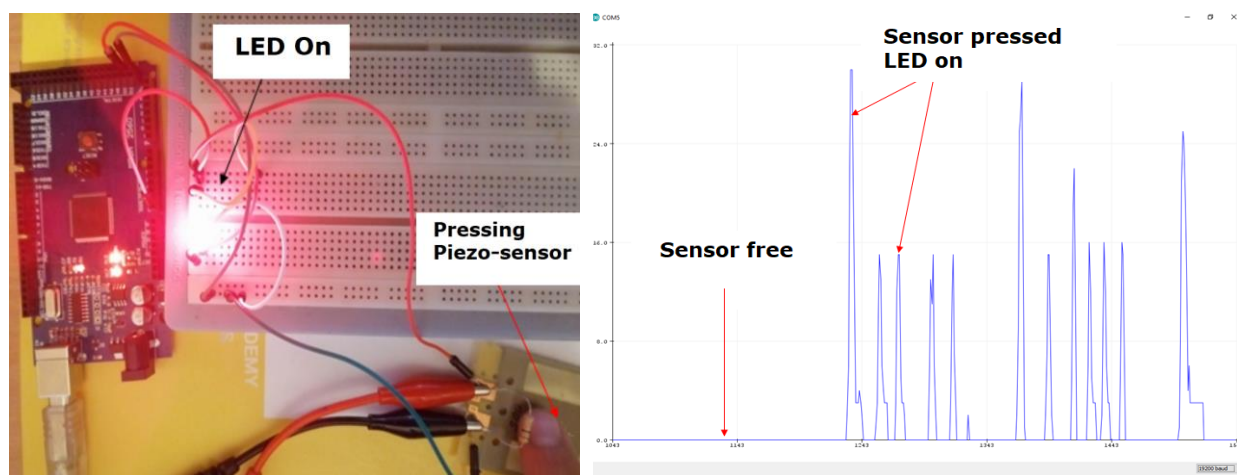 LED On
Pressing
Piezo-sensor
DEMY
COM5
Sensor pressed
LED on
Sensor free
32.0
24.0
16.0
8.0
0.0
1043
1143
1243
1343
1443
19200 baud